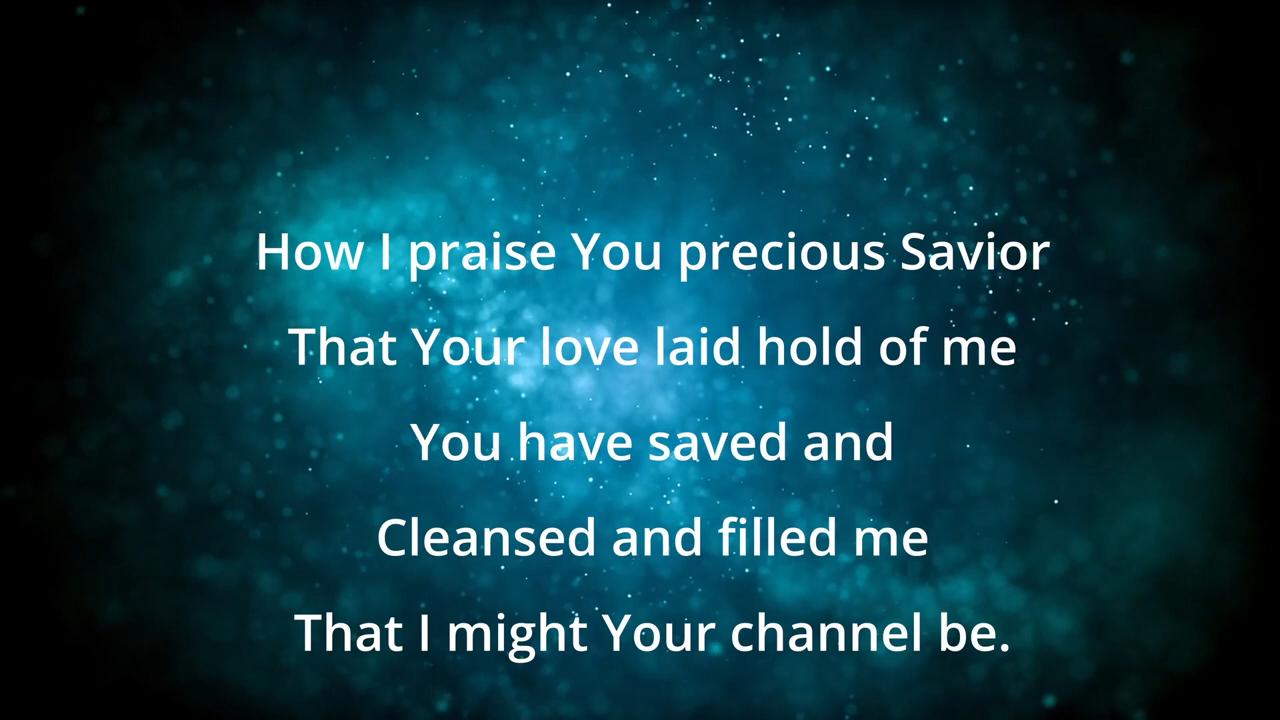 How I praise You precious Savior
That Your love laid hold of me
You have saved and
Cleansed and filled me
That I might Your channel be.